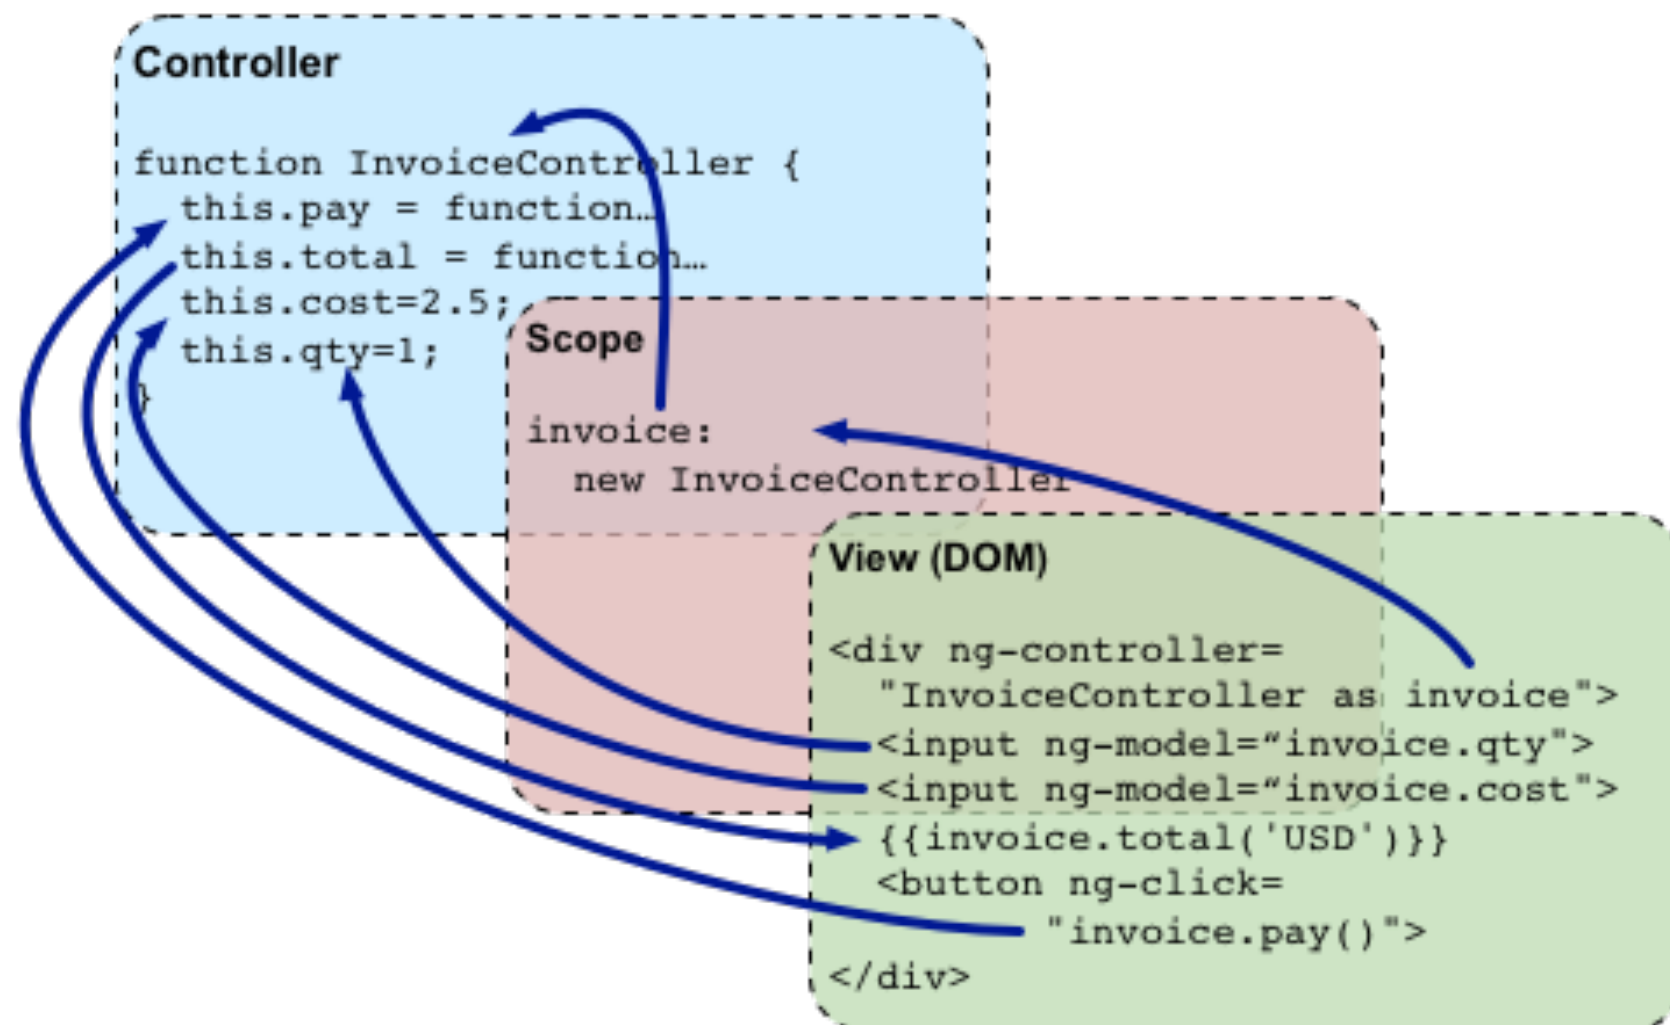 Controller
function InvoiceController {
this.pay = function…
this.total = function…
this.cost=2.5;
this.qty=1;
}
Scope
invoice:
new InvoiceController
View (DOM)
<div ng-controller=
"InvoiceController as invoice">
<input ng-model=“invoice.qty">
<input ng-model=“invoice.cost">
{{invoice.total('USD')}}
<button ng-click=
"invoice.pay()">
</div>